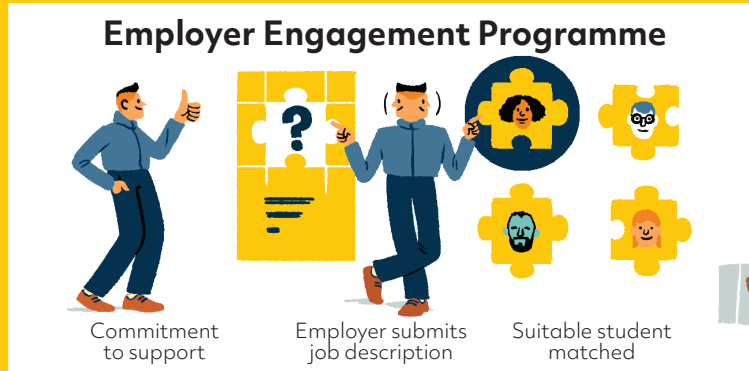 Employer Engagement Programme
?
Commitment
to support
Employer submits
job description
Suitable student
matched